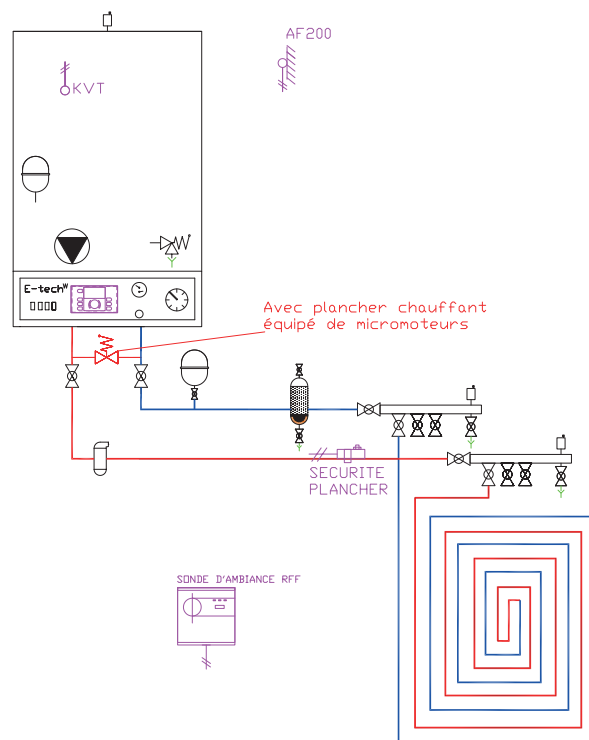 AF200
KVT
E-tech W
Avec plancher chauffant
équipé de micromoteurs
SECURITE
PLANCHER
SONDE D'AMBIANCE RFF